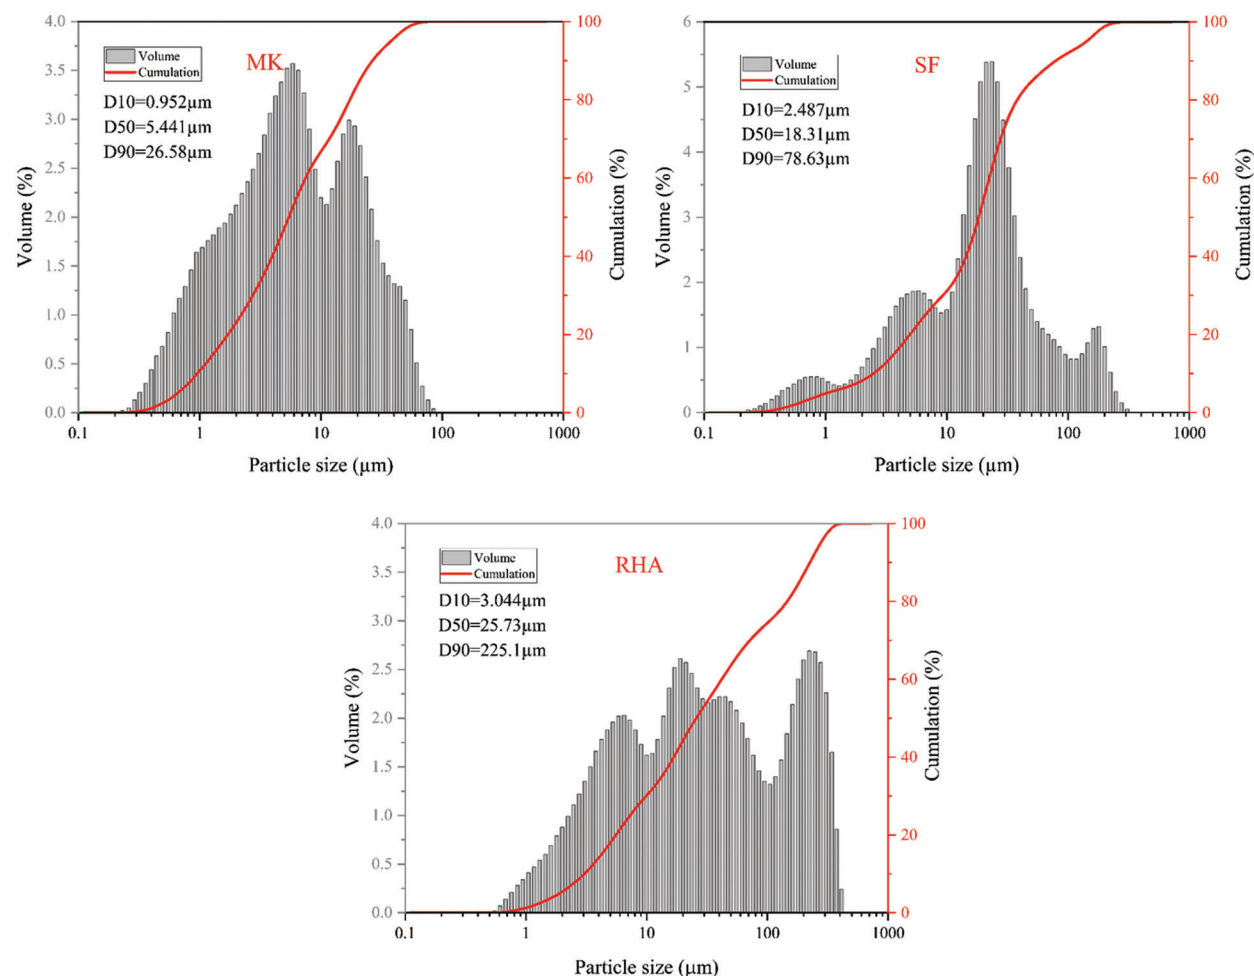 MK
Volume
Cumulation
D10=0.952µm
D50=5.441µm
D90=26.58µm
4.0
3.5
3.0
2.5
2.0
1.5
1.0
0.5
0.0
Volume (%)
100
80
60
40
20
0
Cumulation (%)
0.1 1 10 100 1000
Particle size (µm)
SF
Volume
Cumulation
D10=2.487µm
D50=18.31µm
D90=78.63µm
6
5
4
3
2
1
0
Volume (%)
100
80
60
40
20
0
Cumulation (%)
0.1 1 10 100 1000
Particle size (µm)
RHA
Volume
Cumulation
D10=3.044µm
D50=25.73µm
D90=225.1µm
4.0
3.5
3.0
2.5
2.0
1.5
1.0
0.5
0.0
Volume (%)
100
80
60
40
20
0
Cumulation (%)
0.1 1 10 100 1000
Particle size (µm)